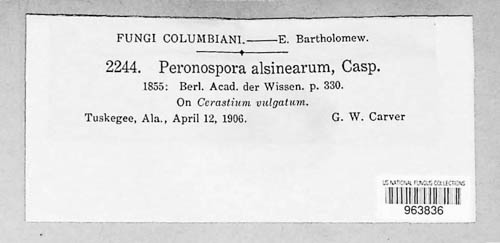 FUNGI COLUMBIANI.——E. Bartholomew.
2244. Peronospora alsinearum, Casp.
1855: Berl. Acad. der Wissen. p. 330.
On Cerastium vulgatum.
Tuskegee, Ala., April 12, 1906. G. W. Carver
US NATIONAL FUNGUS COLLECTIONS
963836